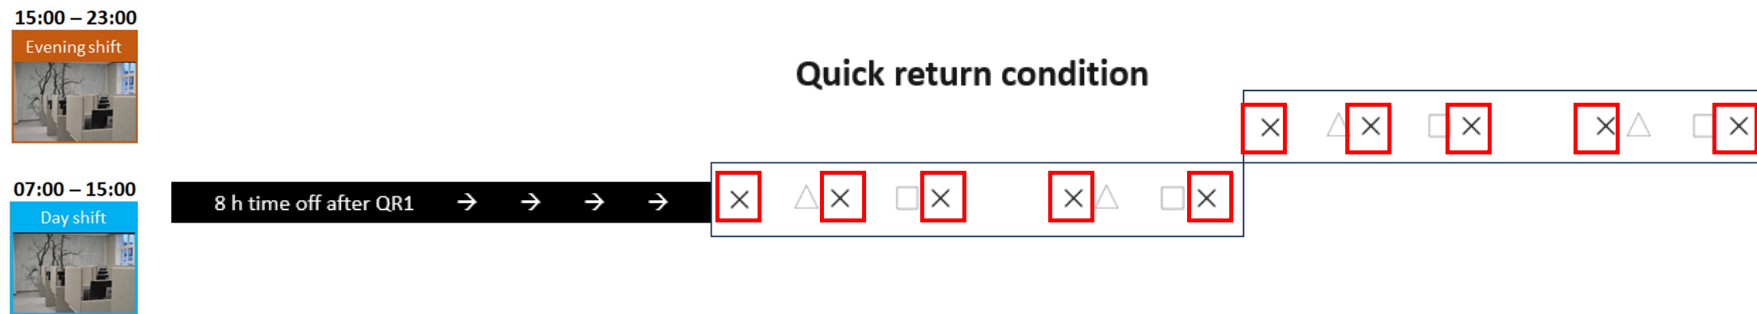 15:00 – 23:00
Evening shift
Quick return condition
07:00 – 15:00
Day shift
8 h time off after QR1 → → → →